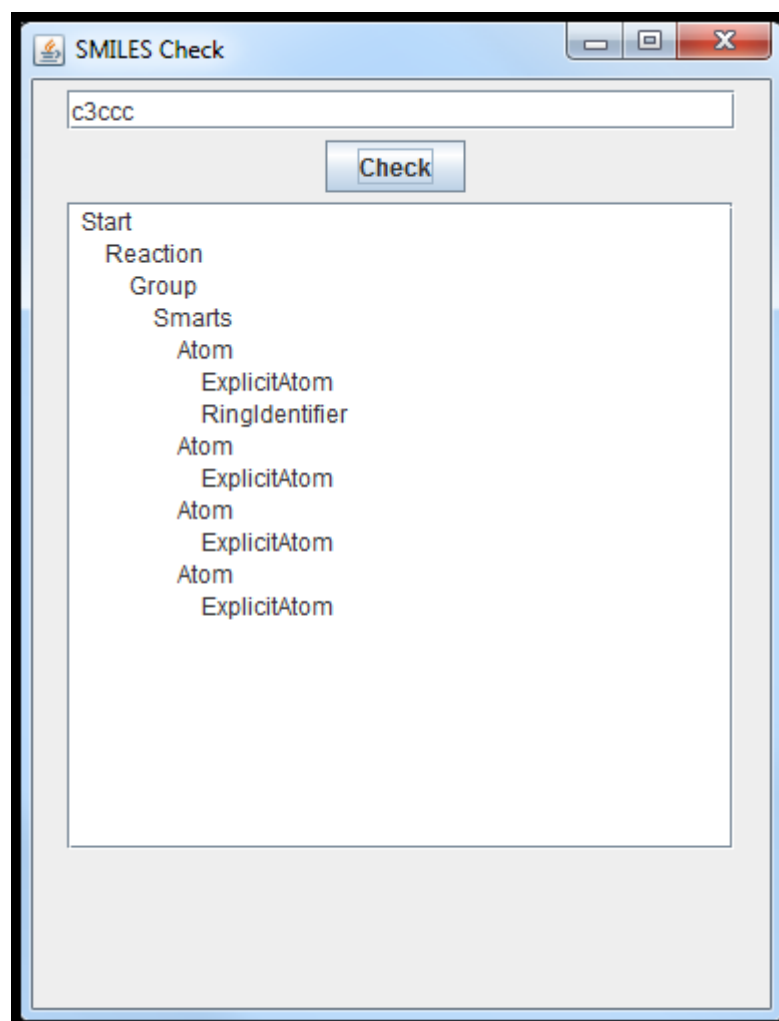 SMILES Check
c3ccc
Check
Start
Reaction
Group
Smarts
Atom
ExplicitAtom
RingIdentifier
Atom
ExplicitAtom
Atom
ExplicitAtom
Atom
ExplicitAtom